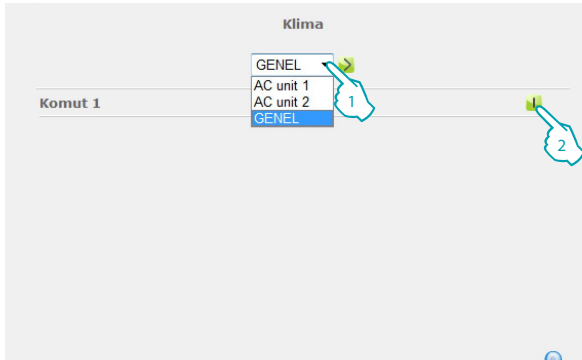 Klima
GENEL
AC unit 1
AC unit 2
GENEL
Komut 1
1
2